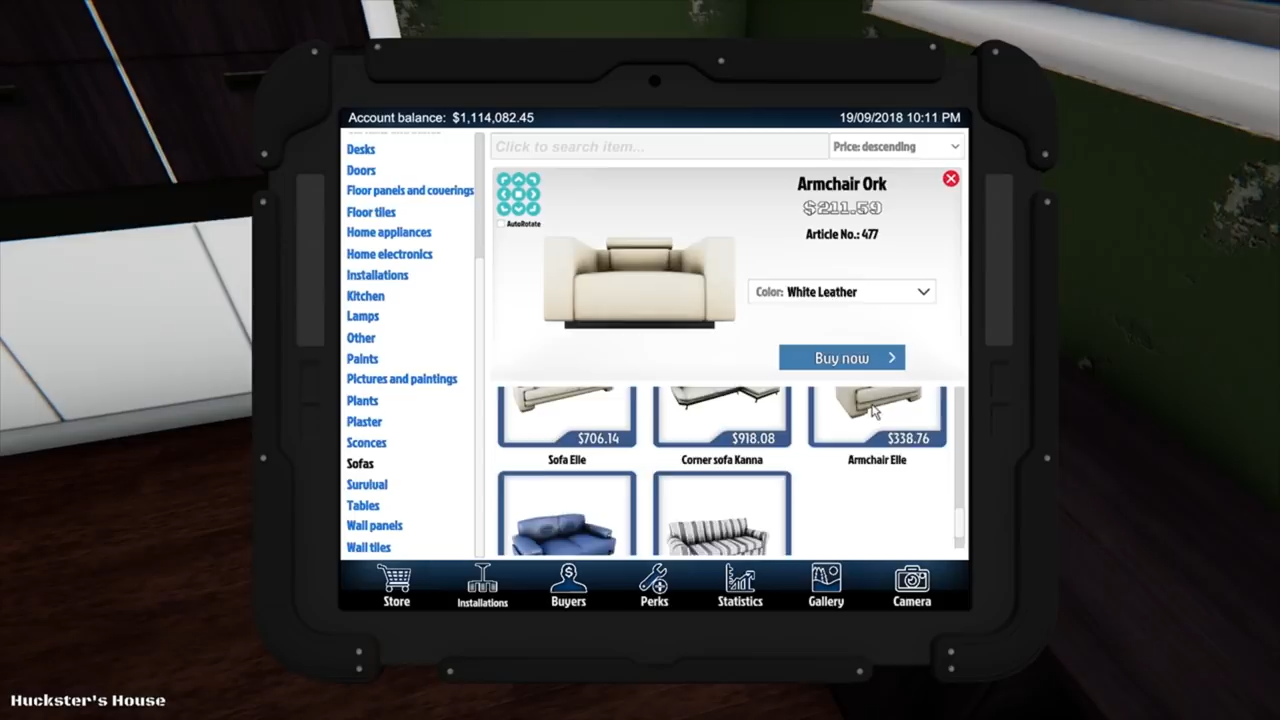 Account balance: $1,114,082.45
19/09/2018 10:11 PM
Desks
Doors
Floor panels and coverings
Floor tiles
Home appliances
Home electronics
Installations
Kitchen
Lamps
Other
Paints
Pictures and paintings
Plants
Plaster
Sconces
Sofas
Survival
Tables
Wall panels
Wall tiles
Click to search item...
Price: descending
AutoRotate
Armchair Ork
$211.59
Article No.: 477
Color: White Leather
Buy now
$706.14
$918.08
$338.76
Sofa Elle
Corner sofa Kanna
Armchair Elle
Store
Installations
Buyers
Perks
Statistics
Gallery
Camera
Huckster's House